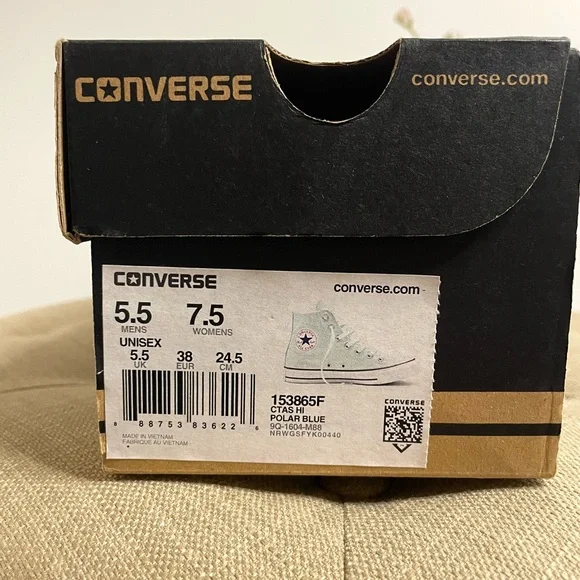 CONVERSE converse.com
CONVERSE converse.com
5.5 7.5
MENS WOMENS
UNISEX
5.5 38 24.5
UK EUR CM
8 88753 83622 6
MADE IN VIETNAM
FABRIQUE AU VIETNAM
153865F
CTAS HI
POLAR BLUE
9Q-1604-M88
NRWGSFYK00440
CONVERSE